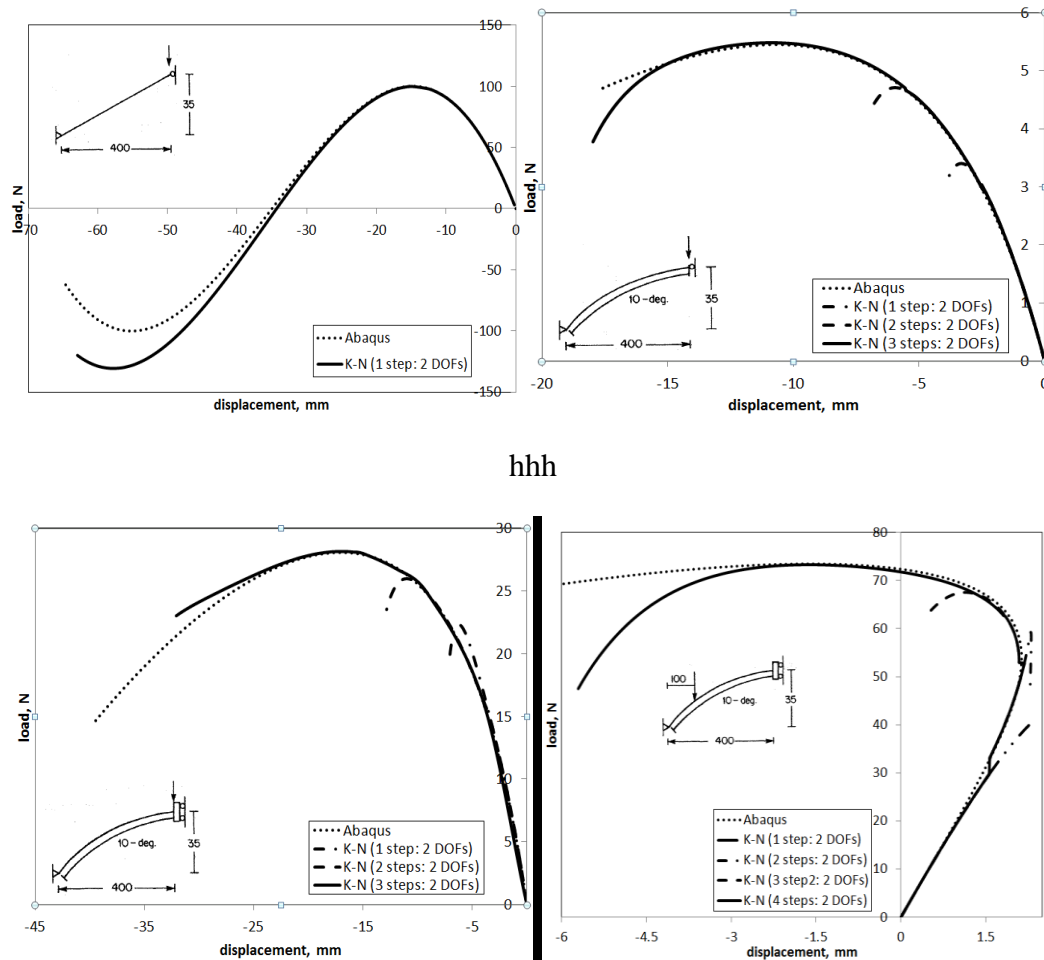 150
100
50
0
-50
-100
-150
load, N
70
-60
-50
-40
-30
-20
-10
0
displacement, mm
35
400
Abaqus
K-N (1 step: 2 DOFs)
6
5
4
3
2
1
0
load, N
-20
-15
-10
-5
0
displacement, mm
10-deg.
35
400
Abaqus
K-N (1 step: 2 DOFs)
K-N (2 steps: 2 DOFs)
K-N (3 steps: 2 DOFs)
hhh
30
25
20
15
10
5
0
load, N
-45
-35
-25
-15
-5
displacement, mm
10-deg.
35
400
Abaqus
K-N (1 step: 2 DOFs)
K-N (2 steps: 2 DOFs)
K-N (3 steps: 2 DOFs)
80
70
60
50
40
30
20
10
0
load, N
-6
-4.5
-3
-1.5
0
1.5
displacement, mm
100
10-deg.
35
400
Abaqus
K-N (1 step: 2 DOFs)
K-N (2 steps: 2 DOFs)
K-N (3 step2: 2 DOFs)
K-N (4 steps: 2 DOFs)